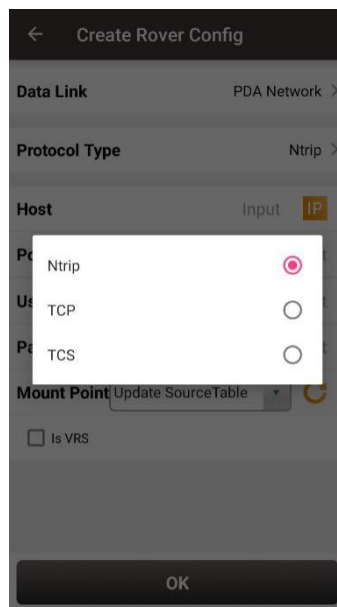 ← Create Rover Config
Data Link PDA Network >
Protocol Type Ntrip >
Host Input IP
Ntrip
TCP
TCS
Mount Point Update SourceTable
Is VRS
OK